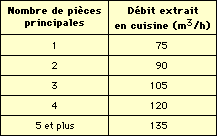 Nombre de pièces principales
Débit extrait en cuisine (m3/h)
1 75
2 90
3 105
4 120
5 et plus 135